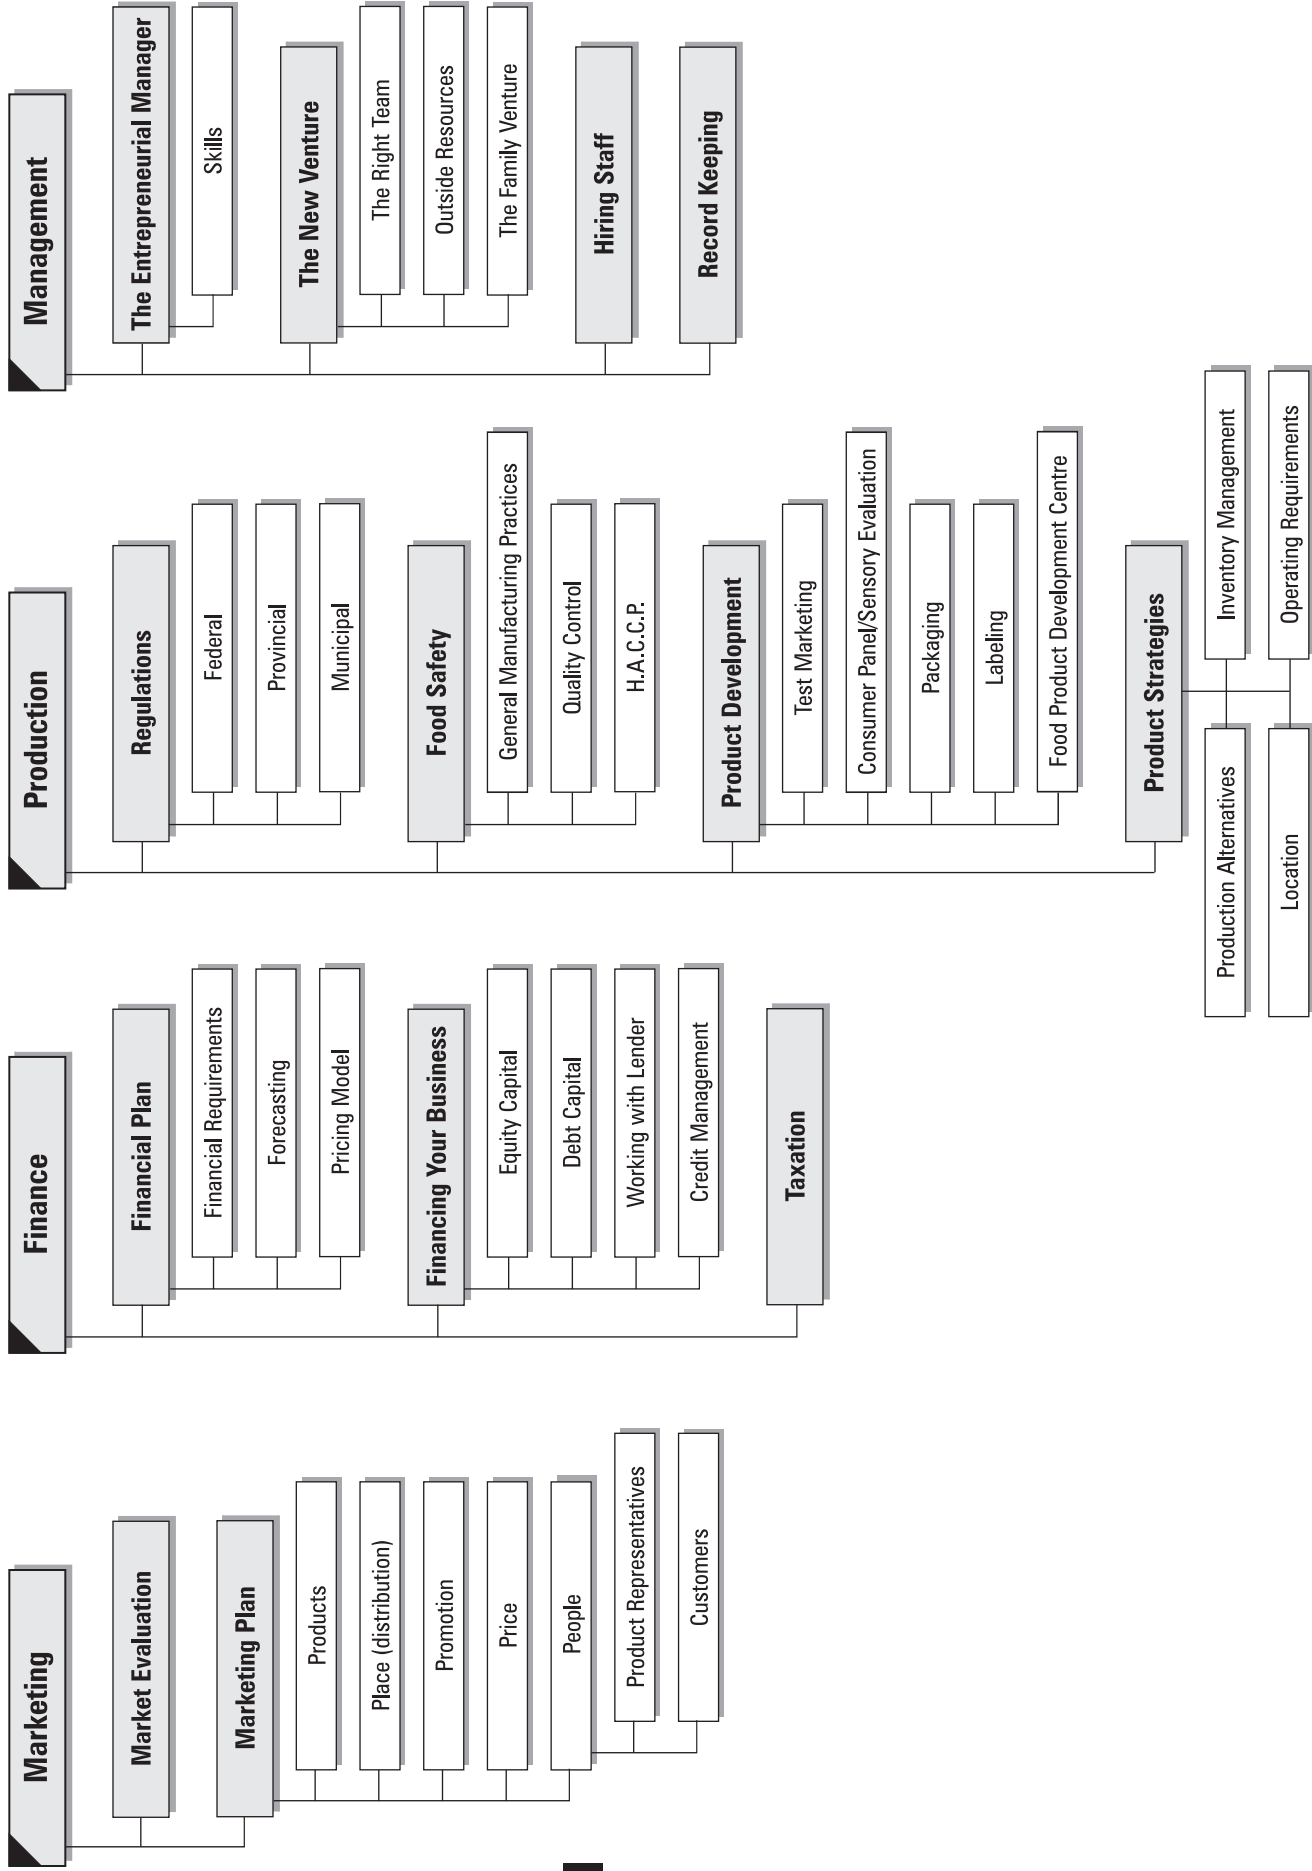 Marketing
Market Evaluation
Marketing Plan
Products
Place (distribution)
Promotion
Price
People
Product Representatives
Customers
Finance
Financial Plan
Financial Requirements
Forecasting
Pricing Model
Financing Your Business
Equity Capital
Debt Capital
Working with Lender
Credit Management
Taxation
Production
Regulations
Federal
Provincial
Municipal
Food Safety
General Manufacturing Practices
Quality Control
H.A.C.C.P.
Product Development
Test Marketing
Consumer Panel/Sensory Evaluation
Packaging
Labeling
Food Product Development Centre
Product Strategies
Production Alternatives
Inventory Management
Location
Operating Requirements
Management
The Entrepreneurial Manager
Skills
The New Venture
The Right Team
Outside Resources
The Family Venture
Hiring Staff
Record Keeping